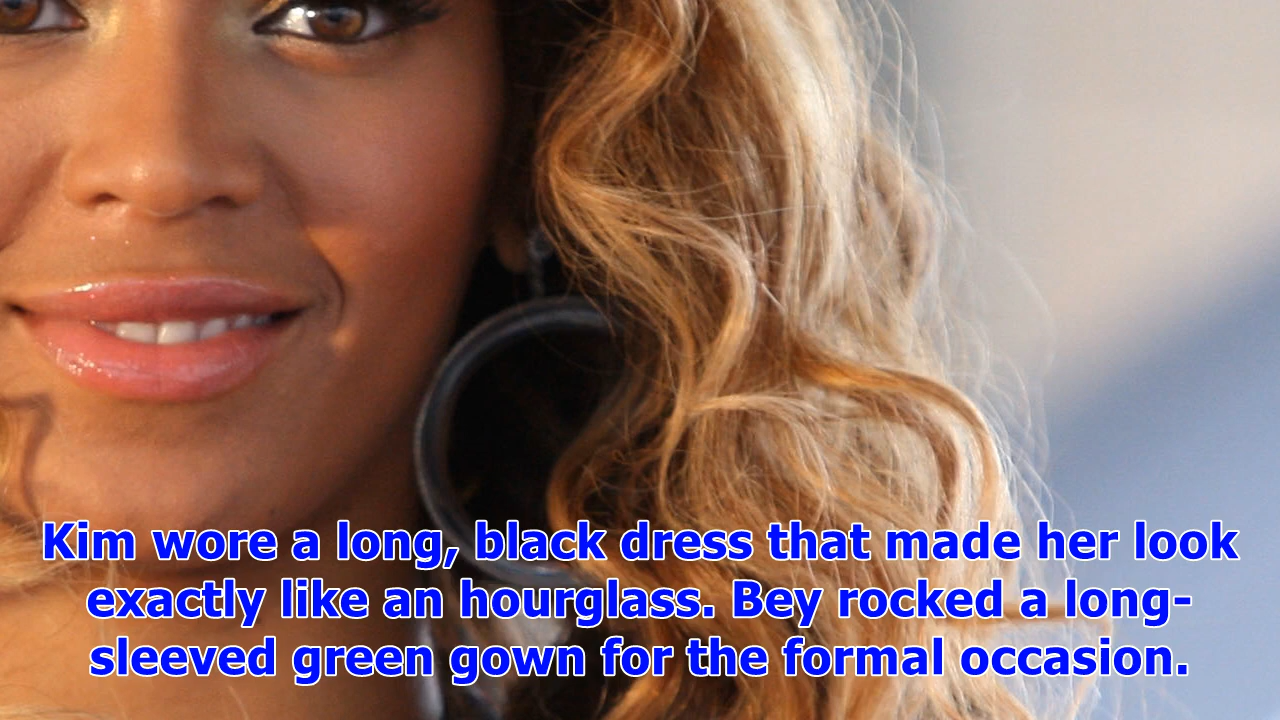 Kim wore a long, black dress that made her look
exactly like an hourglass. Bey rocked a long-
sleeved green gown for the formal occasion.